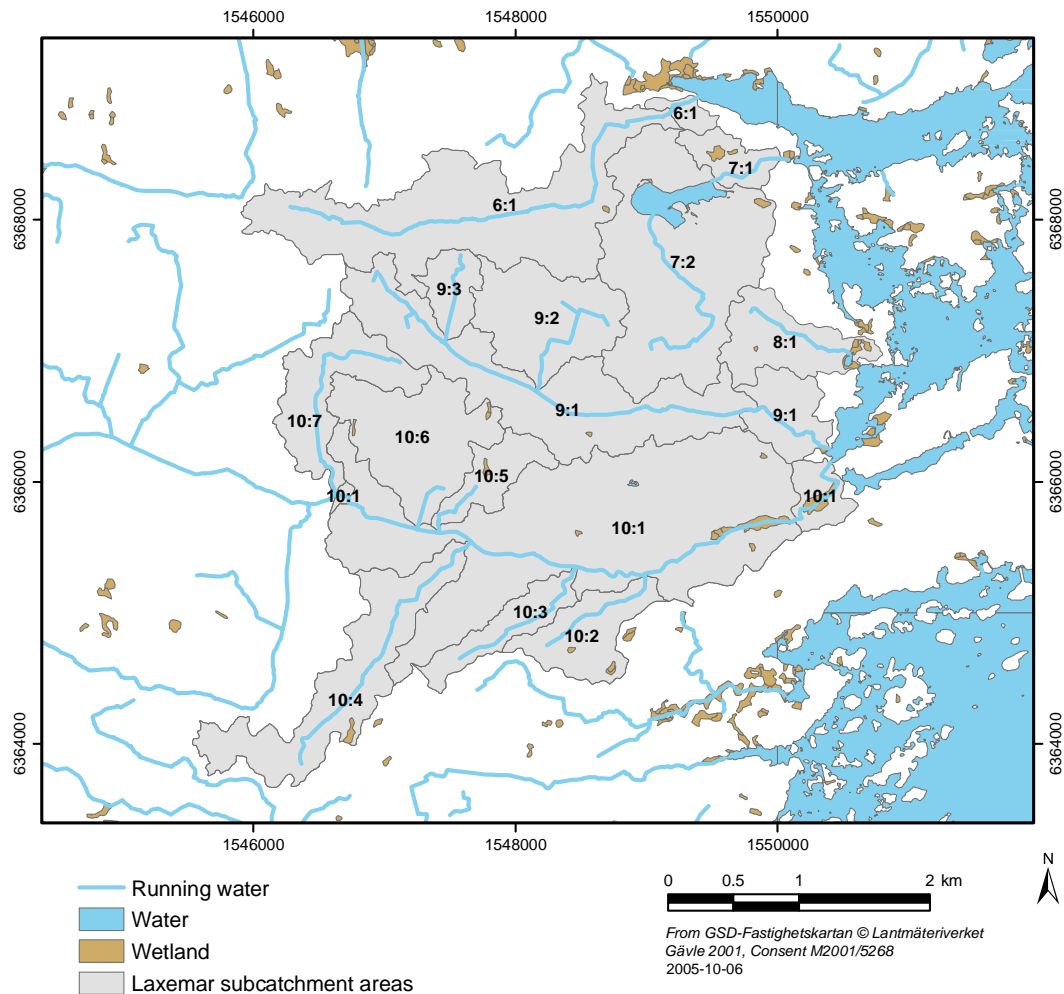 1546000 1548000 1550000
6368000 6368000
6366000 6366000
6364000 6364000
6:1
7:1
6:1
7:2
9:3
9:2
8:1
9:1
9:1
10:7
10:6
10:5
10:1
10:1
10:1
10:3
10:2
10:4
1546000 1548000 1550000
Running water
Water
Wetland
Laxemar subcatchment areas
0 0.5 1 2 km
N
From GSD-Fastighetskartan © Lantmäteriverket
Gävle 2001, Consent M2001/5268
2005-10-06